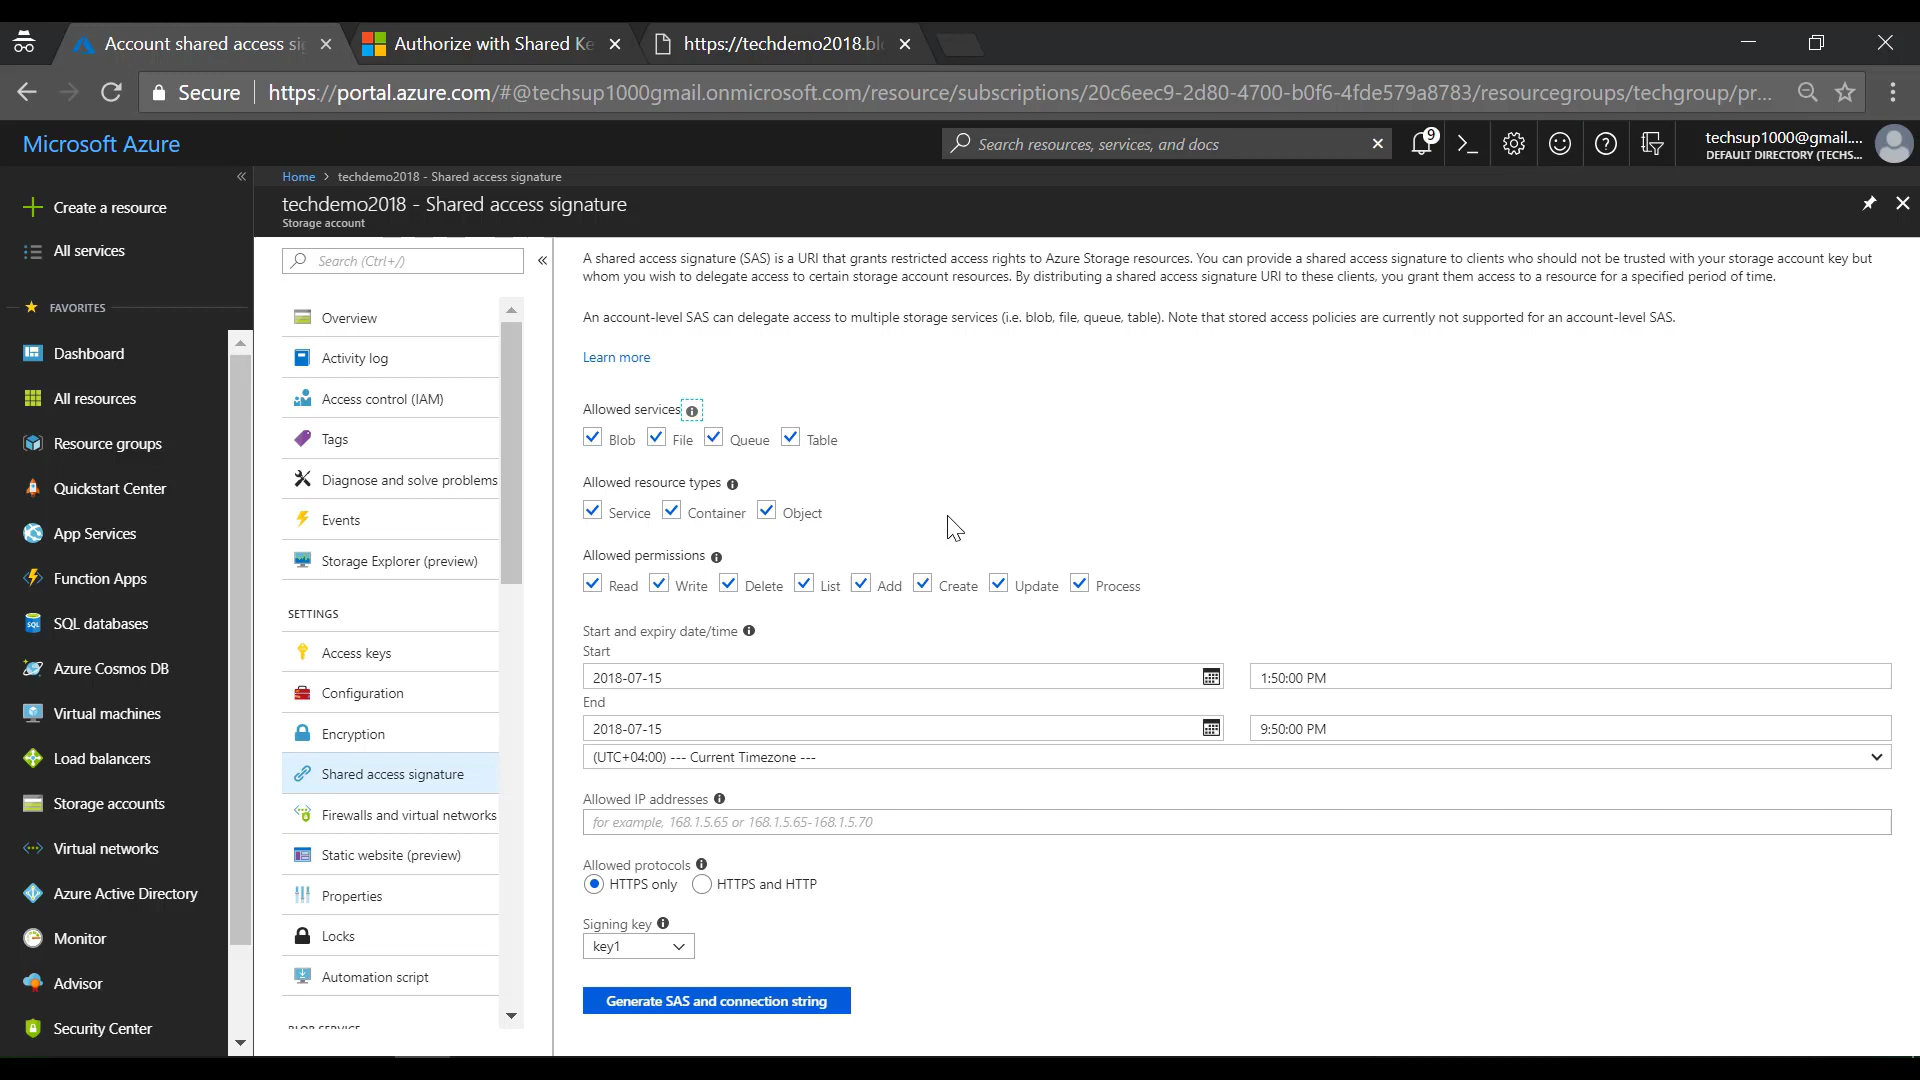 Account shared access si
Authorize with Shared Ke
https://techdemo2018.bl
Secure
https://portal.azure.com/#@techsup1000gmail.onmicrosoft.com/resource/subscriptions/20c6eec9-2d80-4700-b0f6-4fde579a8783/resourcegroups/techgroup/pr...
Microsoft Azure
Search resources, services, and docs
9
techsup1000@gmail....
DEFAULT DIRECTORY (TECHS...
Create a resource
All services
FAVORITES
Dashboard
All resources
Resource groups
Quickstart Center
App Services
Function Apps
SQL databases
Azure Cosmos DB
Virtual machines
Load balancers
Storage accounts
Virtual networks
Azure Active Directory
Monitor
Advisor
Security Center
Home > techdemo2018 - Shared access signature
techdemo2018 - Shared access signature
Storage account
Search (Ctrl+/)
Overview
Activity log
Access control (IAM)
Tags
Diagnose and solve problems
Events
Storage Explorer (preview)
SETTINGS
Access keys
Configuration
Encryption
Shared access signature
Firewalls and virtual networks
Static website (preview)
Properties
Locks
Automation script
BLOB SERVICE
A shared access signature (SAS) is a URI that grants restricted access rights to Azure Storage resources. You can provide a shared access signature to clients who should not be trusted with your storage account key but
whom you wish to delegate access to certain storage account resources. By distributing a shared access signature URI to these clients, you grant them access to a resource for a specified period of time.
An account-level SAS can delegate access to multiple storage services (i.e. blob, file, queue, table). Note that stored access policies are currently not supported for an account-level SAS.
Learn more
Allowed services
Blob File Queue Table
Allowed resource types
Service Container Object
Allowed permissions
Read Write Delete List Add Create Update Process
Start and expiry date/time
Start
2018-07-15 1:50:00 PM
End
2018-07-15 9:50:00 PM
(UTC+04:00) --- Current Timezone ---
Allowed IP addresses
for example, 168.1.5.65 or 168.1.5.65-168.1.5.70
Allowed protocols
HTTPS only HTTPS and HTTP
Signing key
key1
Generate SAS and connection string